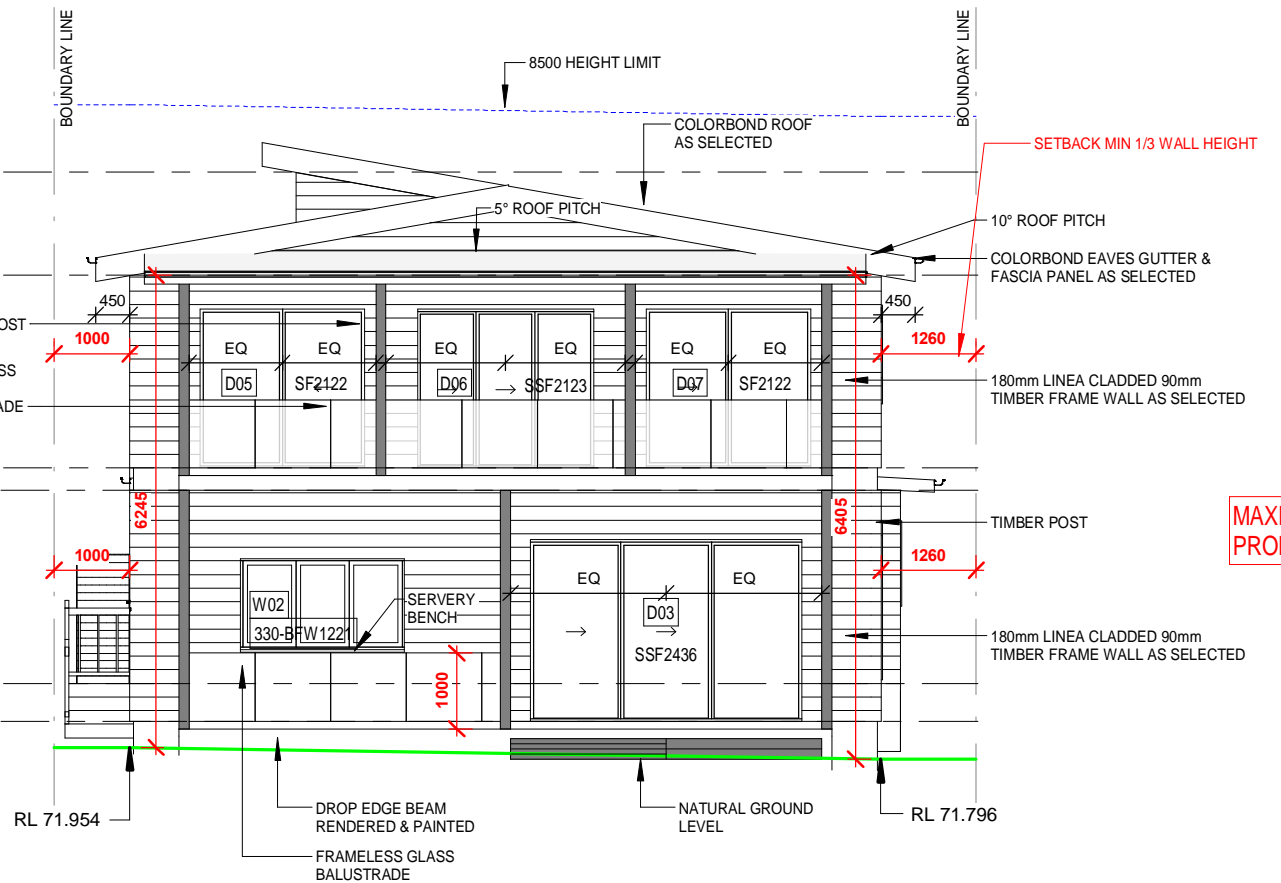 BOUNDARY LINE
BOUNDARY LINE
8500 HEIGHT LIMIT
COLORBOND ROOF
AS SELECTED
SETBACK MIN 1/3 WALL HEIGHT
5° ROOF PITCH
10° ROOF PITCH
COLORBOND EAVES GUTTER &
FASCIA PANEL AS SELECTED
450
450
OST
1000
1260
EQ
EQ
EQ
EQ
EQ
EQ
SS
D05
SF2122
D06
SSF2123
D07
SF2122
180mm LINEA CLADDED 90mm
TIMBER FRAME WALL AS SELECTED
ADE
6245
6405
TIMBER POST
MAXI
PROI
1000
1260
EQ
EQ
W02
330-BFW1221
SERVERY
BENCH
D03
SSF2436
180mm LINEA CLADDED 90mm
TIMBER FRAME WALL AS SELECTED
1000
RL 71.954
DROP EDGE BEAM
RENDERED & PAINTED
NATURAL GROUND
LEVEL
RL 71.796
FRAMELESS GLASS
BALUSTRADE